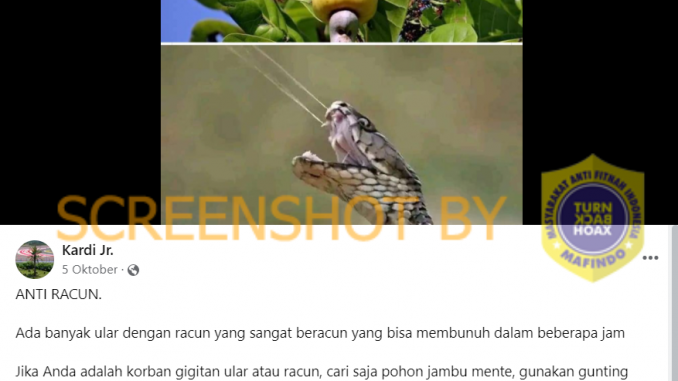 SCREENSHOT BY
MASYARAKAT ANTI FITNAH INDONESIA
TURN
BACK
HOAX
MAFINDO
Kardi Jr.
5 Oktober ·
ANTI RACUN.
Ada banyak ular dengan racun yang sangat beracun yang bisa membunuh dalam beberapa jam
Jika Anda adalah korban gigitan ular atau racun, cari saja pohon jambu mente, gunakan gunting